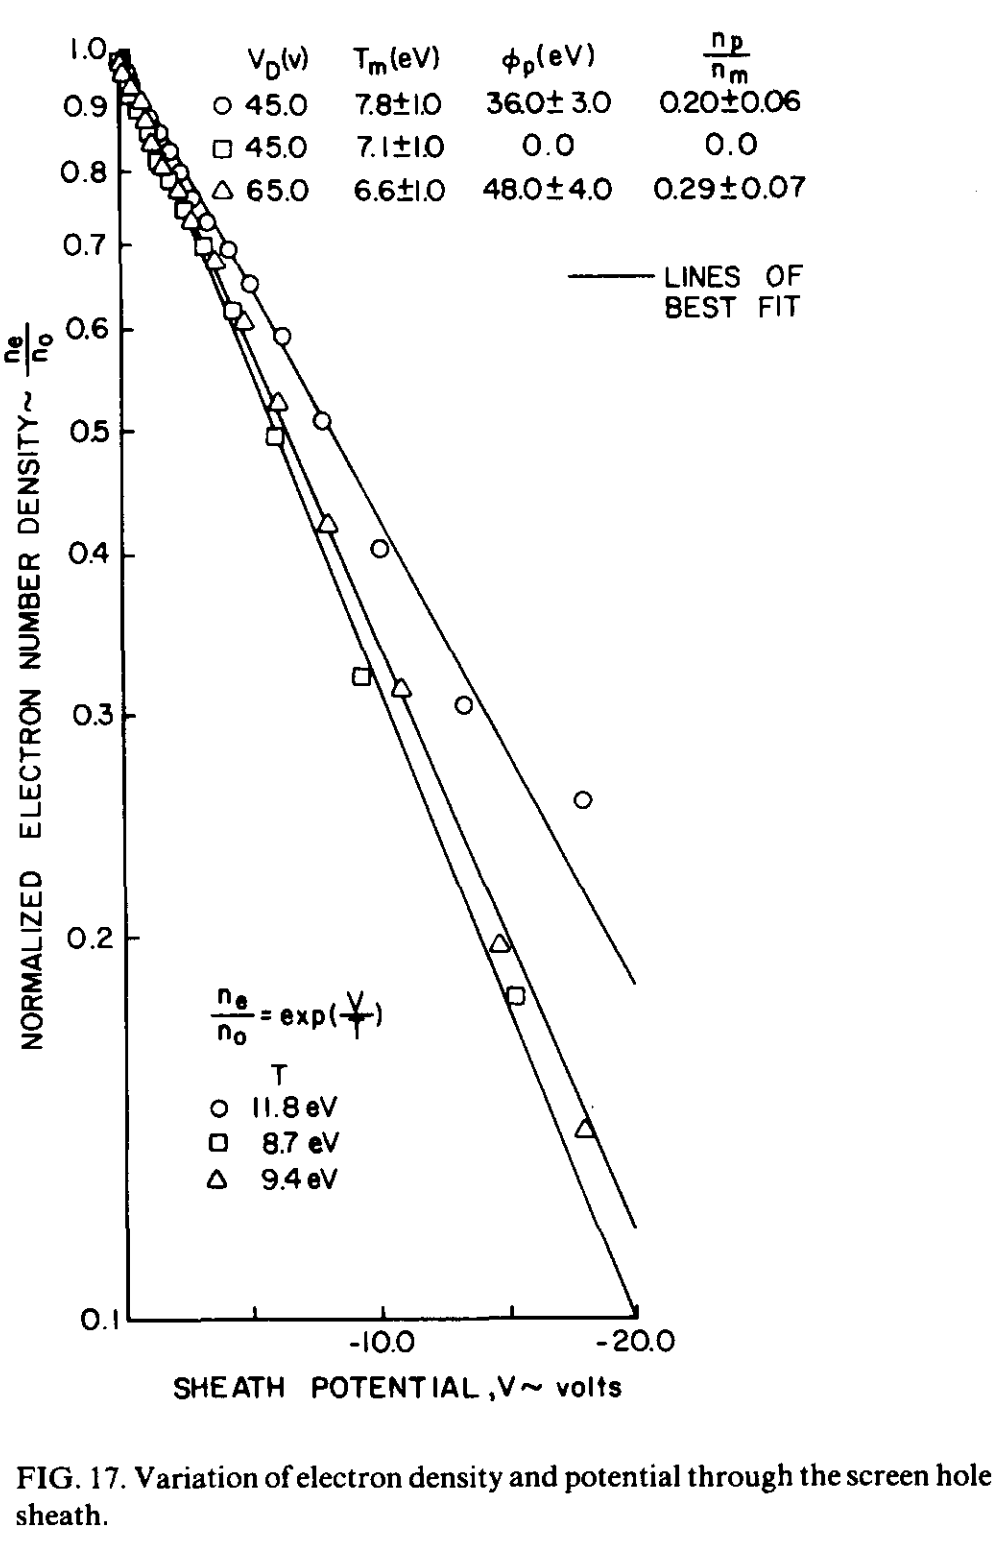 1.0
V_D(v) T_m(eV) ϕ_p(eV) n_p/n_m
0.9
○ 45.0 7.8±1.0 36.0±3.0 0.20±0.06
□ 45.0 7.1±1.0 0.0 0.0
0.8
△ 65.0 6.6±1.0 48.0±4.0 0.29±0.07
0.7
LINES OF
BEST FIT
0.6
0.5
0.4
0.3
0.2
0.1
NORMALIZED ELECTRON NUMBER DENSITY~ n_e/n_o
n_e/n_o = exp(V/T)
T
○ 11.8 eV
□ 8.7 eV
△ 9.4 eV
-10.0 -20.0
SHEATH POTENTIAL ,V~ volts
FIG. 17. Variation of electron density and potential through the screen hole
sheath.